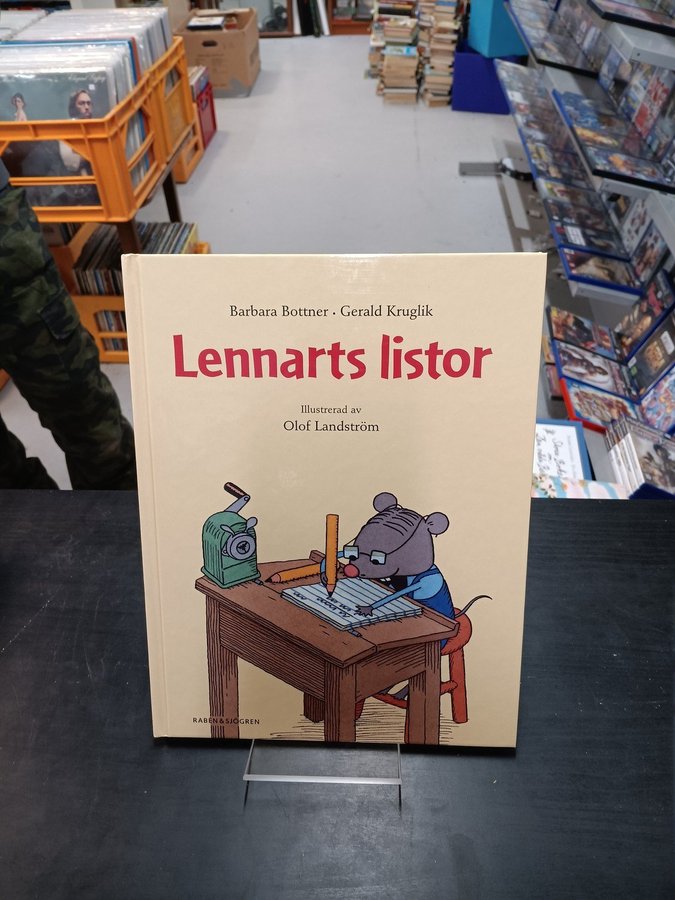 Barbara Bottner • Gerald Kruglik
Lennarts listor
Illustrerad av
Olof Landström
RABÉN & SJÖGREN